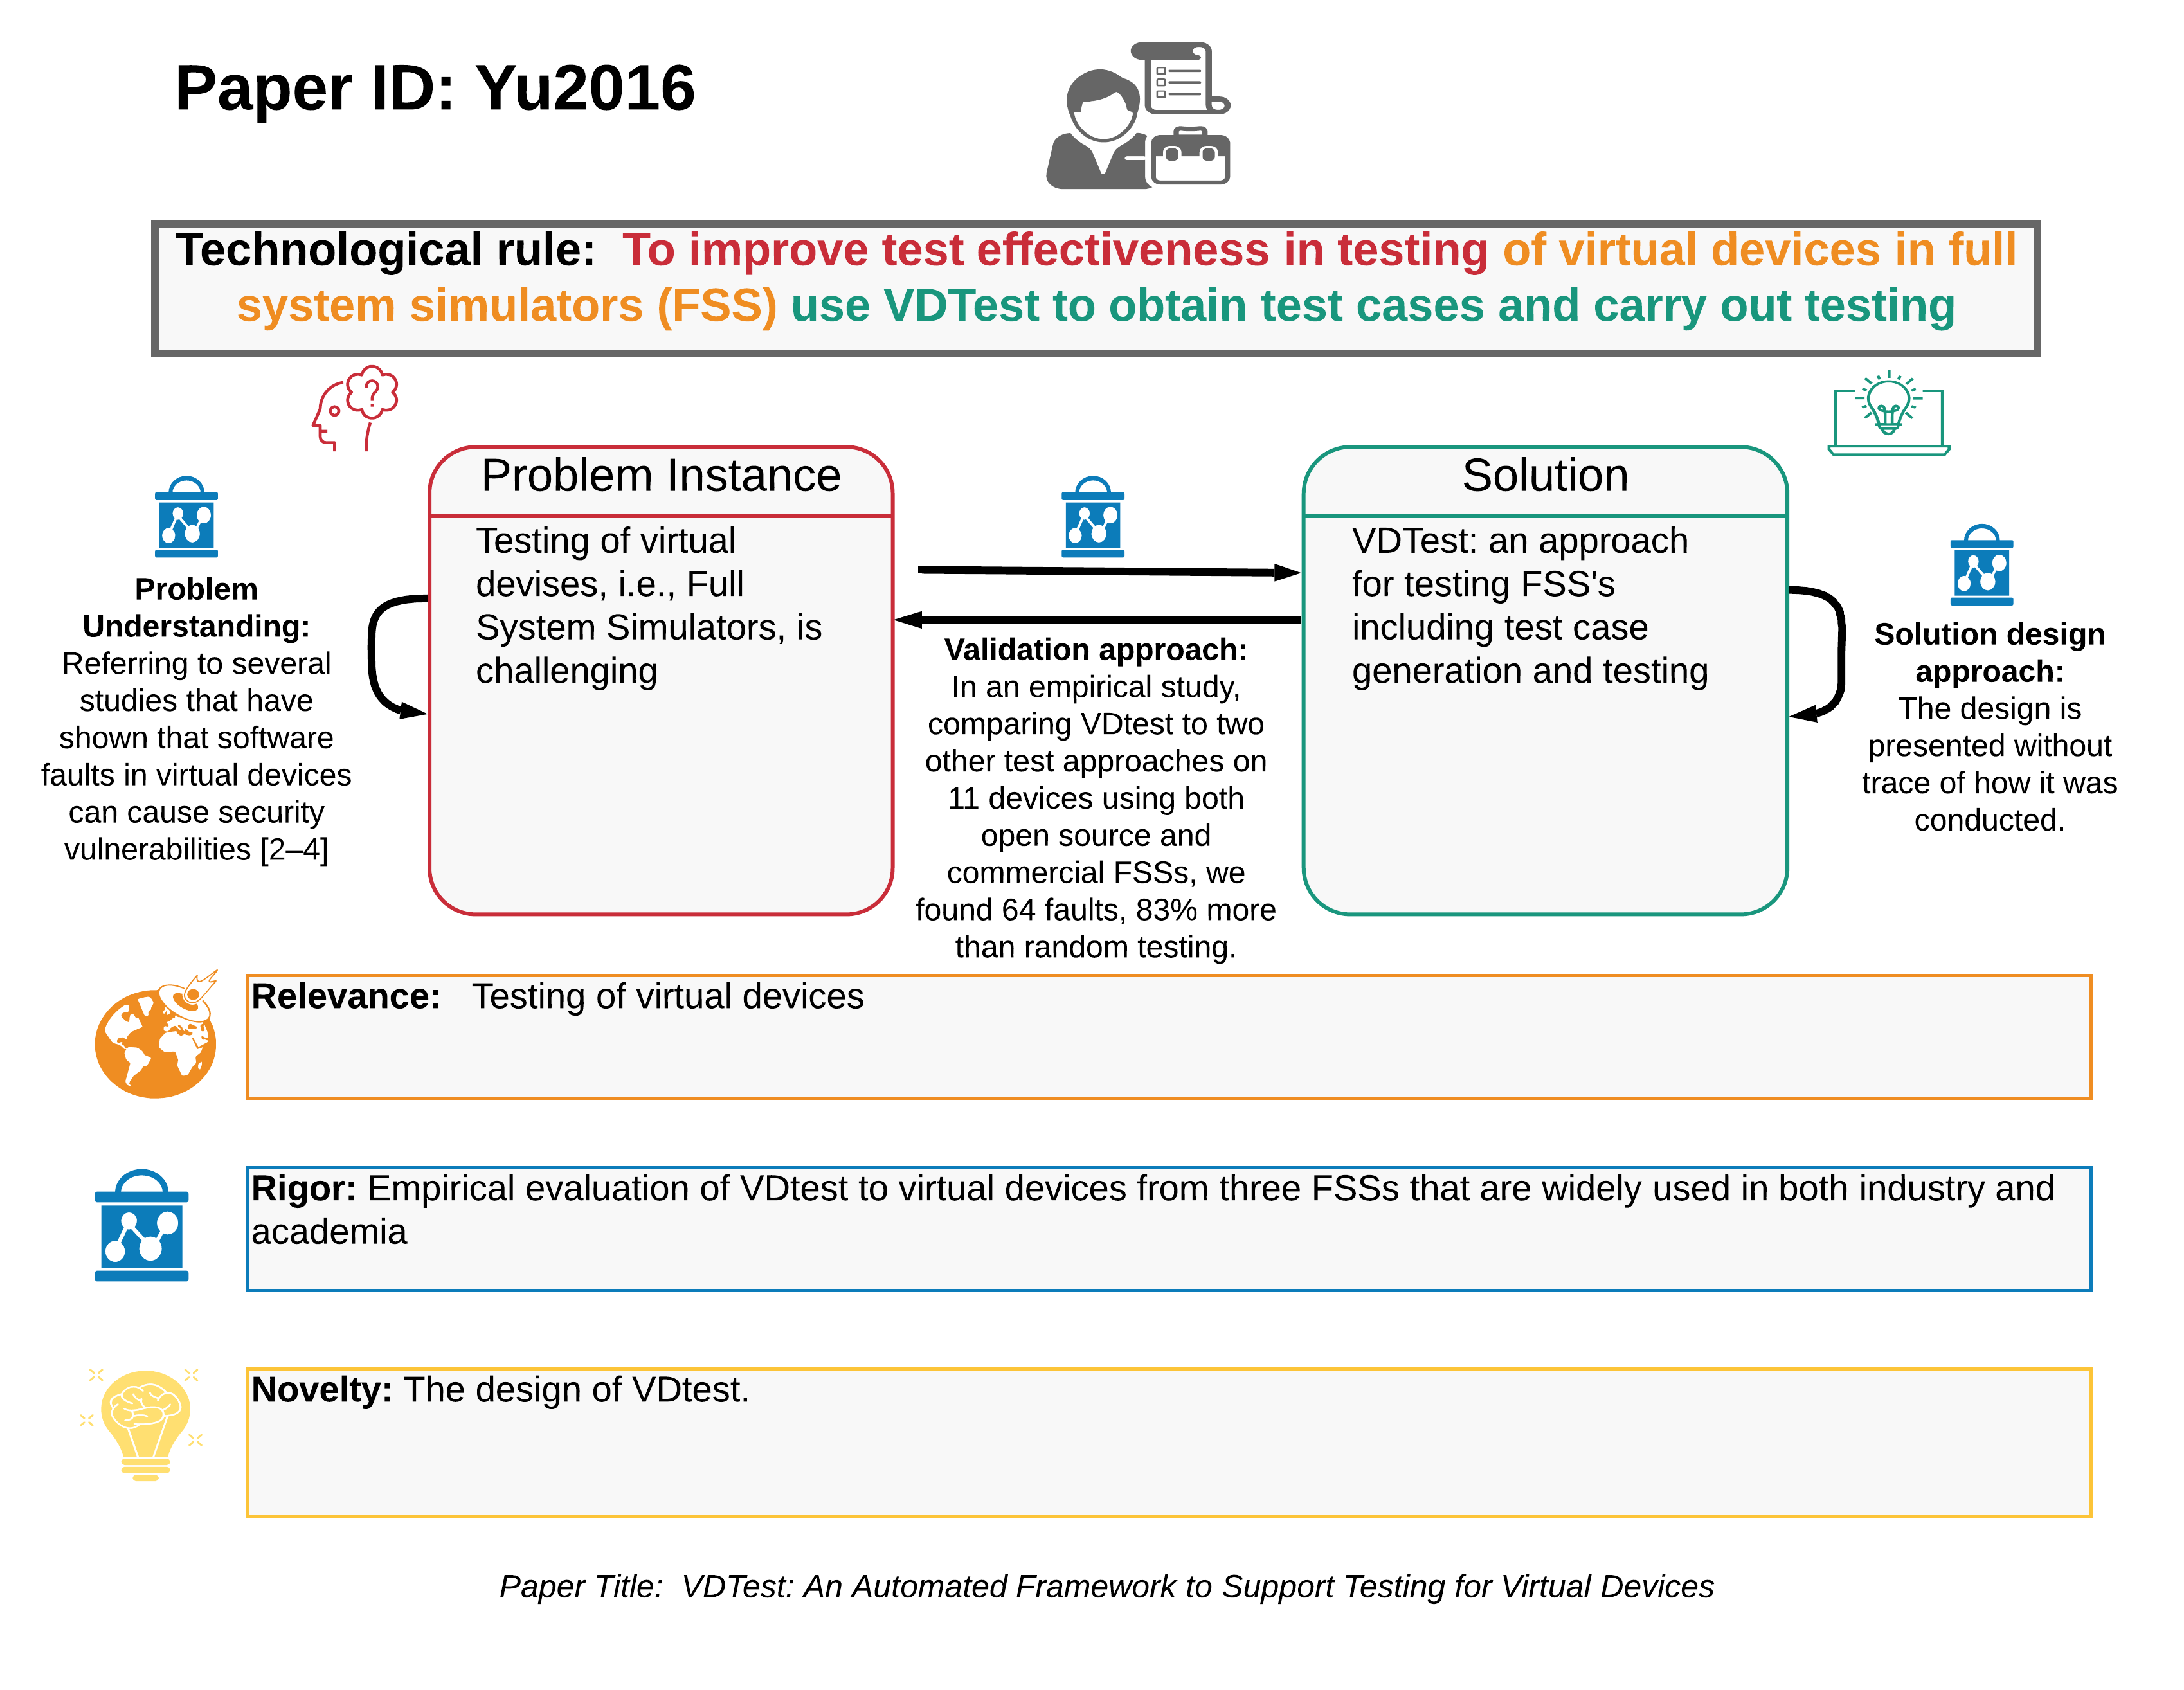 Paper ID: Yu2016
Technological rule: To improve test effectiveness in testing of virtual devices in full
system simulators (FSS) use VDTest to obtain test cases and carry out testing
Problem
Understanding:
Referring to several
studies that have
shown that software
faults in virtual devices
can cause security
vulnerabilities [2–4]
Problem Instance
Testing of virtual
devises, i.e., Full
System Simulators, is
challenging
Validation approach:
In an empirical study,
comparing VDtest to two
other test approaches on
11 devices using both
open source and
commercial FSSs, we
found 64 faults, 83% more
than random testing.
Solution
VDTest: an approach
for testing FSS's
including test case
generation and testing
Solution design
approach:
The design is
presented without
trace of how it was
conducted.
Relevance: Testing of virtual devices
Rigor: Empirical evaluation of VDtest to virtual devices from three FSSs that are widely used in both industry and
academia
Novelty: The design of VDtest.
Paper Title: VDTest: An Automated Framework to Support Testing for Virtual Devices